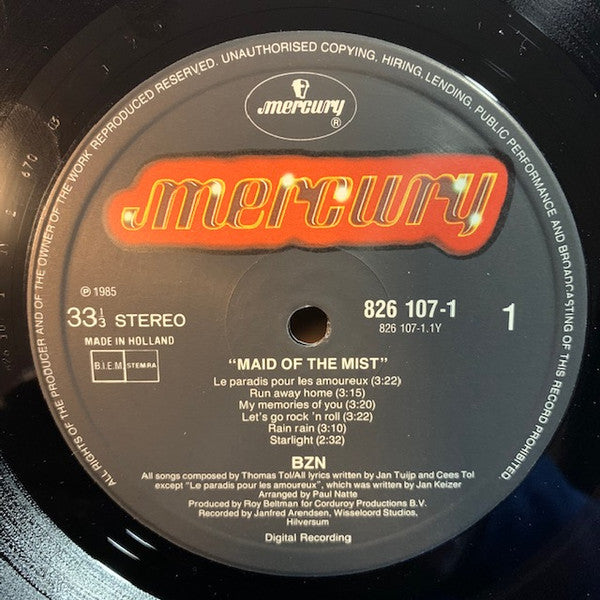 ALL RIGHTS OF THE PRODUCER AND OF THE OWNER OF THE WORK REPRODUCED RESERVED. UNAUTHORISED COPYING. HIRING, LENDING. PUBLIC PERFORMANCE AND BROADCASTING OF THIS RECORD PROHIBITED.
mercury
®
mercury
℗ 1985
33 1/3 STEREO
MADE IN HOLLAND
B.I.E.M STEMRA
826 107-1
826 107-1.1Y
1
"MAID OF THE MIST"
Le paradis pour les amoureux (3:22)
Run away home (3:15)
My memories of you (3:20)
Let's go rock 'n roll (3:22)
Rain rain (3:10)
Starlight (2:32)
BZN
All songs composed by Thomas Tol/All lyrics written by Jan Tuijp and Cees Tol
except "Le paradis pour les amoureux", which was written by Jan Keizer
Arranged by Paul Natte
Produced by Roy Beltman for Corduroy Productions B.V.
Recorded by Janfred Arendsen, Wisseloord Studios,
Hilversum
Digital Recording